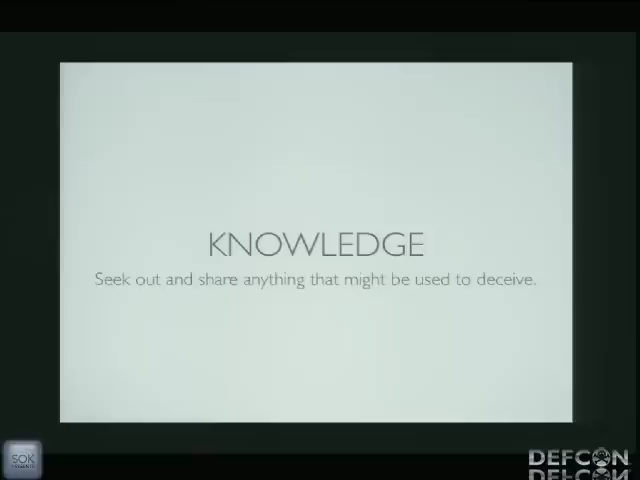 KNOWLEDGE
Seek out and share anything that might be used to deceive.
SOK
DEFCON